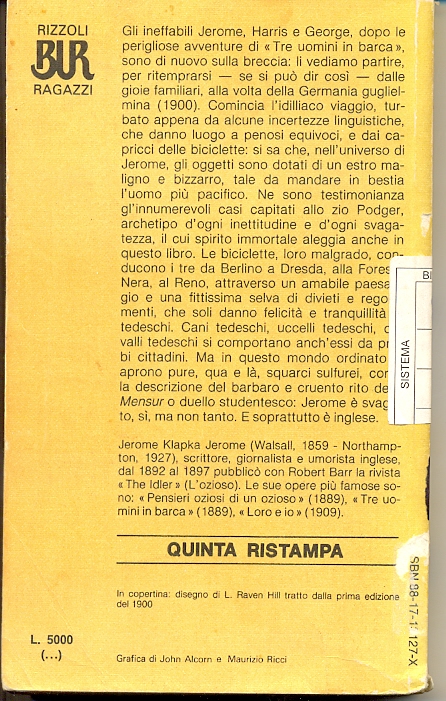 RIZZOLI
BUR
RAGAZZI
Gli ineffabili Jerome, Harris e George, dopo le
perigliose avventure di «Tre uomini in barca»,
sono di nuovo sulla breccia: li vediamo partire,
per ritemprarsi — se si può dir così — dalle
gioie familiari, alla volta della Germania gugliel-
mina (1900). Comincia l'idilliaco viaggio, tur-
bato appena da alcune incertezze linguistiche,
che danno luogo a penosi equivoci, e dai ca-
pricci delle biciclette: si sa che, nell'universo di
Jerome, gli oggetti sono dotati di un estro ma-
ligno e bizzarro, tale da mandare in bestia
l'uomo più pacifico. Ne sono testimonianza
gl'innumerevoli casi capitati allo zio Podger,
archetipo d'ogni inettitudine e d'ogni svaga-
tezza, il cui spirito immortale aleggia anche in
questo libro. Le biciclette, loro malgrado, con-
ducono i tre da Berlino a Dresda, alla Fores
Nera, al Reno, attraverso un amabile paesa
gio e una fittissima selva di divieti e rego
menti, che soli danno felicità e tranquillità
tedeschi. Cani tedeschi, uccelli tedeschi,
valli tedeschi si comportano anch'essi da pr
bi cittadini. Ma in questo mondo ordinato
aprono pure, qua e là, squarci sulfurei, co
la descrizione del barbaro e cruento rito de
Mensur o duello studentesco: Jerome è svag
to, sì, ma non tanto. E soprattutto è inglese.
Jerome Klapka Jerome (Walsall, 1859 - Northamp-
ton, 1927), scrittore, giornalista e umorista inglese,
dal 1892 al 1897 pubblicò con Robert Barr la rivista
«The Idler» (L'ozioso). Le sue opere più famose so-
no: «Pensieri oziosi di un ozioso» (1889), «Tre uo-
mini in barca» (1889), «Loro e io» (1909).
QUINTA RISTAMPA
In copertina: disegno di L. Raven Hill tratto dalla prima edizione
del 1900
L. 5000
(...)
Grafica di John Alcorn e Maurizio Ricci
BI
SISTEMA
SBN 88-17-1 127-X